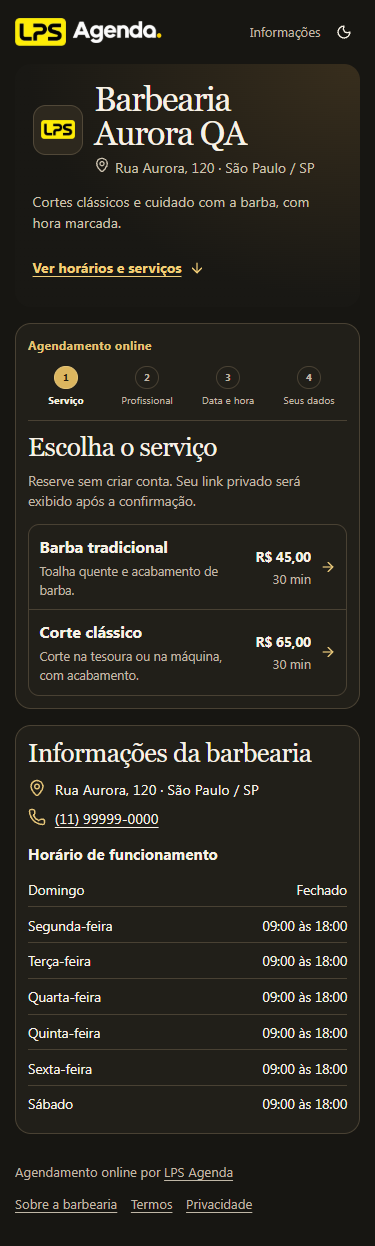 LPS Agenda.
Informações
LPS
Barbearia
Aurora QA
Rua Aurora, 120 · São Paulo / SP
Cortes clássicos e cuidado com a barba, com
hora marcada.
Ver horários e serviços
Agendamento online
1 2 3 4
Serviço Profissional Data e hora Seus dados
Escolha o serviço
Reserve sem criar conta. Seu link privado será
exibido após a confirmação.
Barba tradicional
R$ 45,00
Toalha quente e acabamento de
barba.
30 min
Corte clássico
R$ 65,00
Corte na tesoura ou na máquina,
com acabamento.
30 min
Informações da barbearia
Rua Aurora, 120 · São Paulo / SP
(11) 99999-0000
Horário de funcionamento
Domingo Fechado
Segunda-feira 09:00 às 18:00
Terça-feira 09:00 às 18:00
Quarta-feira 09:00 às 18:00
Quinta-feira 09:00 às 18:00
Sexta-feira 09:00 às 18:00
Sábado 09:00 às 18:00
Agendamento online por LPS Agenda
Sobre a barbearia Termos Privacidade